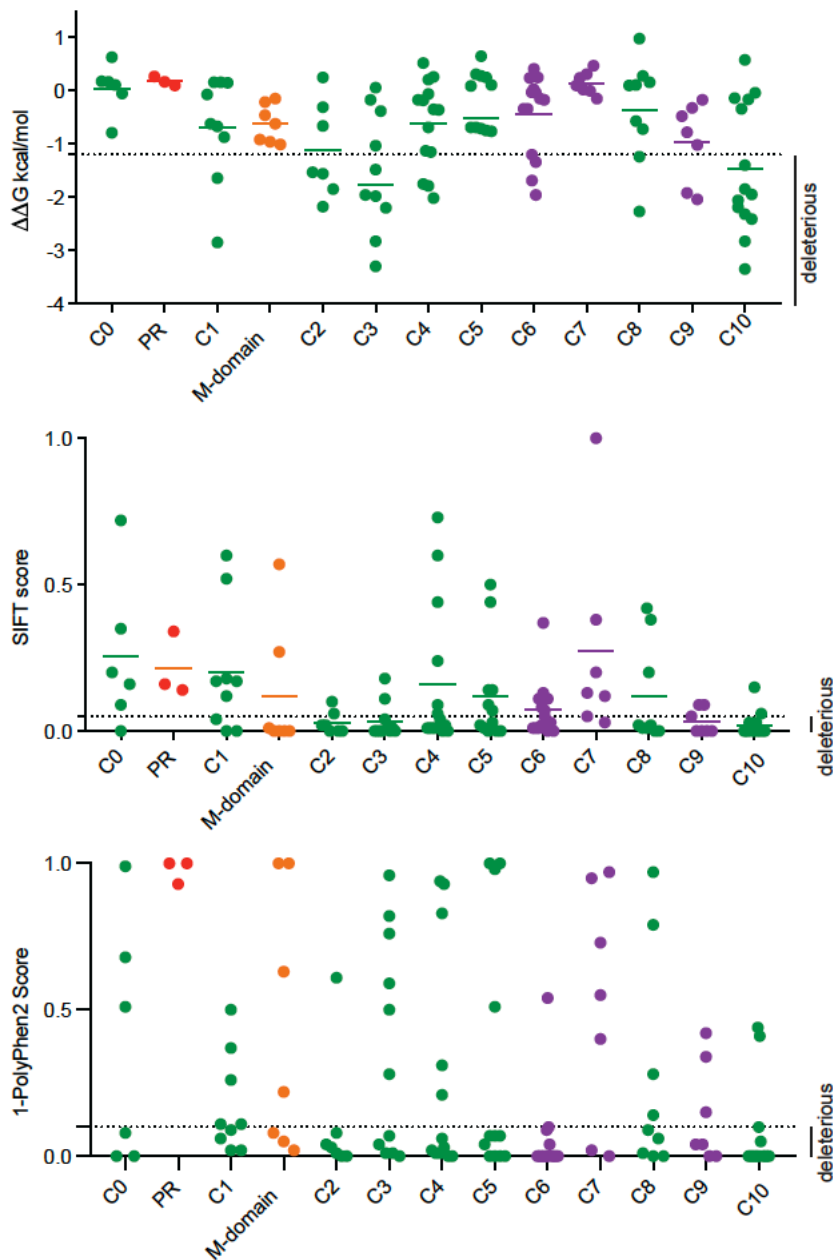 1
0
-1
-2
-3
-4
ΔΔG kcal/mol
deleterious
C0 PR C1 M-domain C2 C3 C4 C5 C6 C7 C8 C9 C10
1.0
0.5
0.0
SIFT score
deleterious
C0 PR C1 M-domain C2 C3 C4 C5 C6 C7 C8 C9 C10
1.0
0.5
0.0
1-PolyPhen2 Score
deleterious
C0 PR C1 M-domain C2 C3 C4 C5 C6 C7 C8 C9 C10